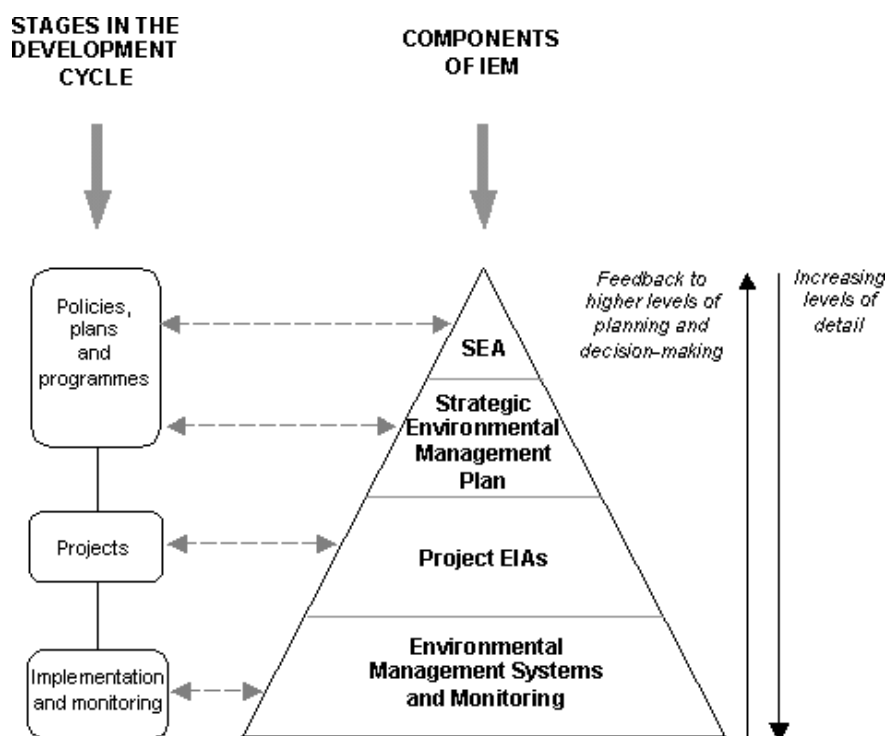 STAGES IN THE
DEVELOPMENT
CYCLE
COMPONENTS
OF IEM
Policies,
plans
and
programmes
Projects
Implementation
and monitoring
SEA
Strategic
Environmental
Management
Plan
Project EIAs
Environmental
Management Systems
and Monitoring
Feedback to
higher levels of
planning and
decision-making
Increasing
levels of
detail